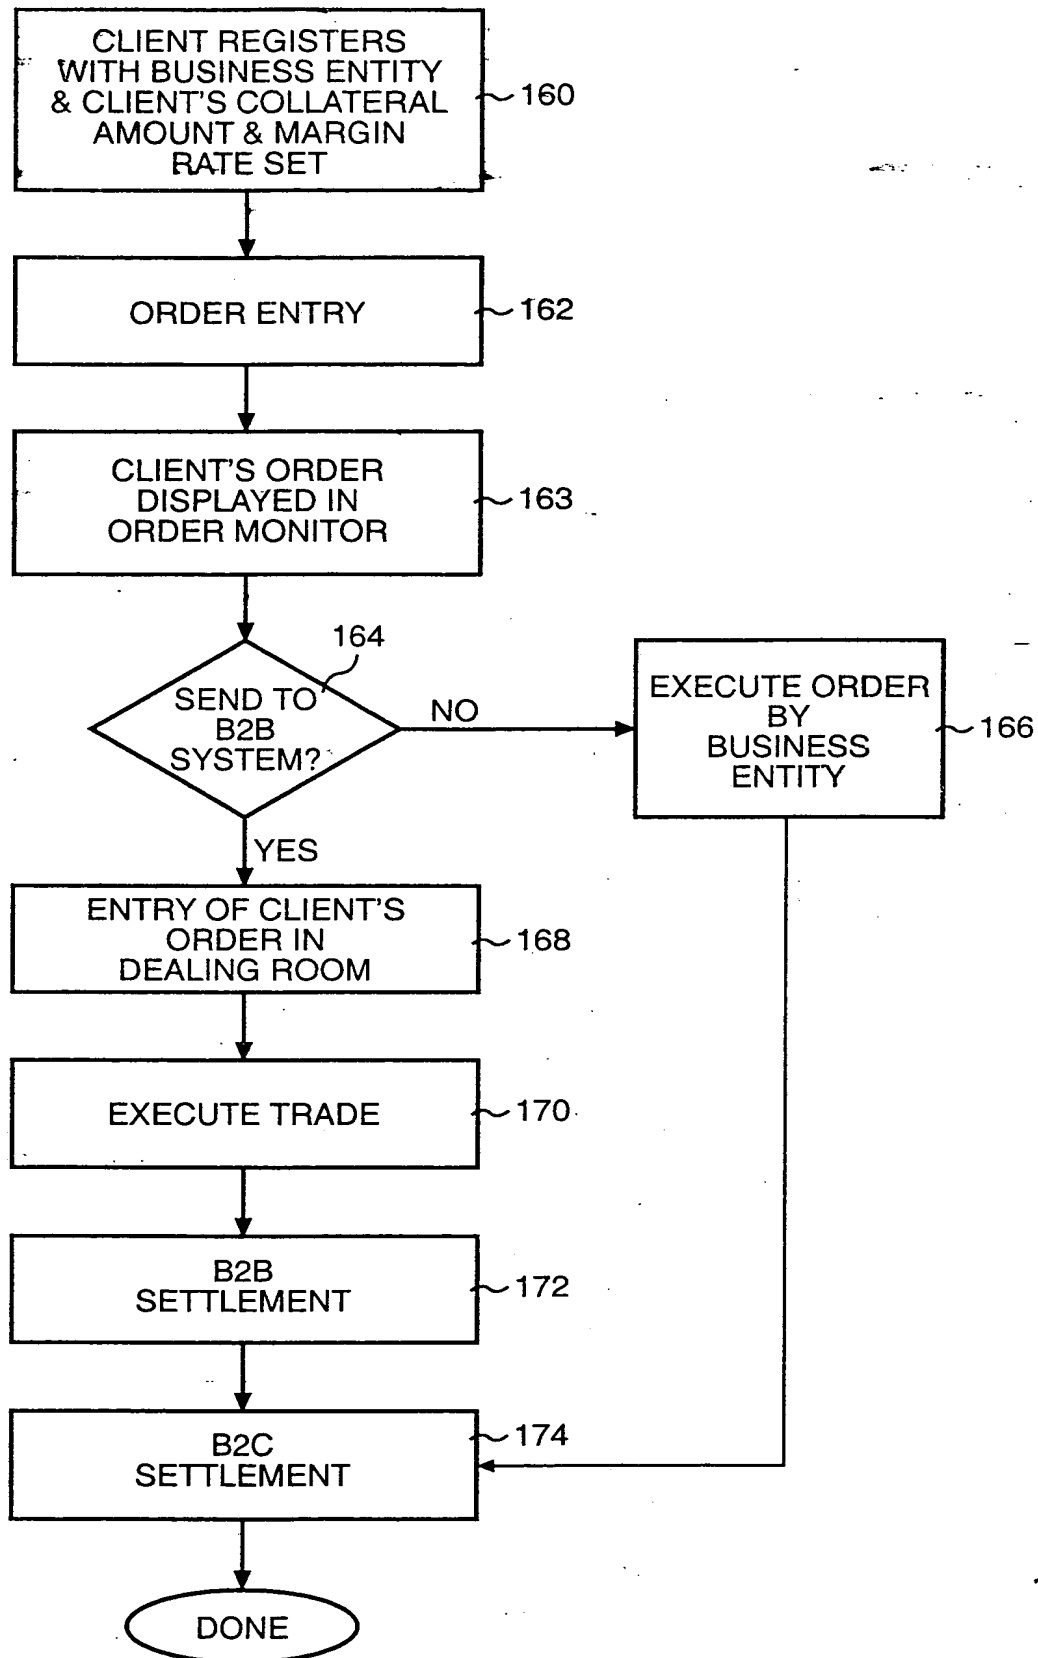 CLIENT REGISTERS
WITH BUSINESS ENTITY
& CLIENT'S COLLATERAL
AMOUNT & MARGIN
RATE SET
160
ORDER ENTRY
162
CLIENT'S ORDER
DISPLAYED IN
ORDER MONITOR
163
164
SEND TO
B2B
SYSTEM?
NO
EXECUTE ORDER
BY
BUSINESS
ENTITY
166
YES
ENTRY OF CLIENT'S
ORDER IN
DEALING ROOM
168
EXECUTE TRADE
170
B2B
SETTLEMENT
172
B2C
SETTLEMENT
174
DONE